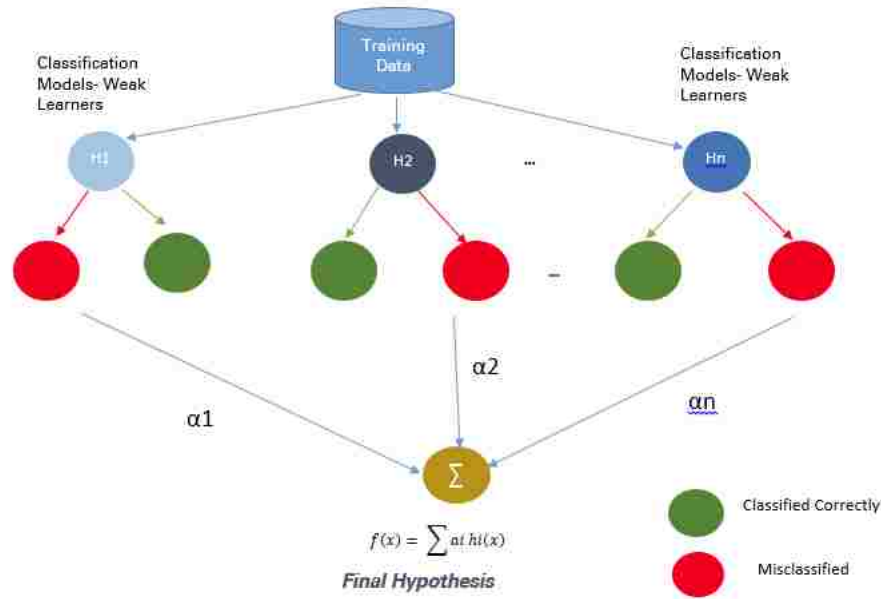 Training
Data
Classification
Models- Weak
Learners
Classification
Models- Weak
Learners
H1
H2
...
Hn
...
α1
α2
αn
∑
f(x) = ∑ ai hi(x)
Final Hypothesis
Classified Correctly
Misclassified